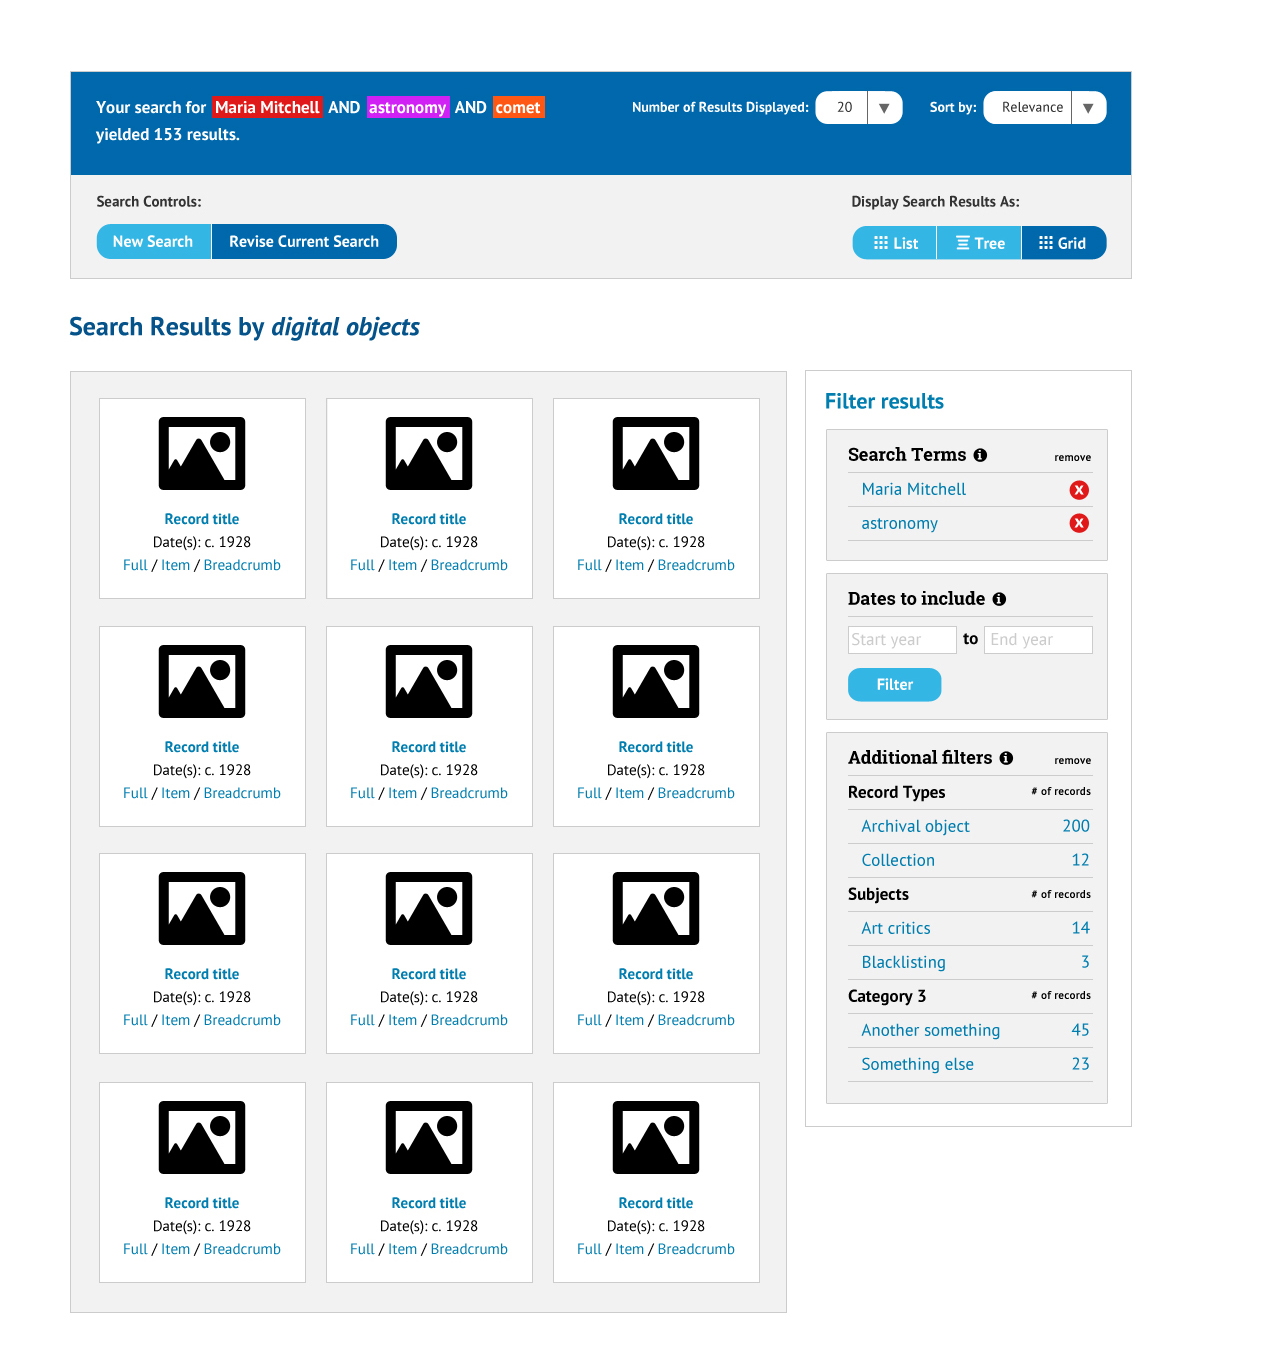 Your search for Maria Mitchell AND astronomy AND comet
yielded 153 results.
Number of Results Displayed: 20 ▼ Sort by: Relevance ▼
Search Controls:
New Search Revise Current Search
Display Search Results As:
List Tree Grid
Search Results by digital objects
Record title Record title Record title
Date(s): c. 1928 Date(s): c. 1928 Date(s): c. 1928
Full / Item / Breadcrumb Full / Item / Breadcrumb Full / Item / Breadcrumb
Record title Record title Record title
Date(s): c. 1928 Date(s): c. 1928 Date(s): c. 1928
Full / Item / Breadcrumb Full / Item / Breadcrumb Full / Item / Breadcrumb
Record title Record title Record title
Date(s): c. 1928 Date(s): c. 1928 Date(s): c. 1928
Full / Item / Breadcrumb Full / Item / Breadcrumb Full / Item / Breadcrumb
Record title Record title Record title
Date(s): c. 1928 Date(s): c. 1928 Date(s): c. 1928
Full / Item / Breadcrumb Full / Item / Breadcrumb Full / Item / Breadcrumb
Filter results
Search Terms i remove
Maria Mitchell X
astronomy X
Dates to include i
Start year to End year
Filter
Additional filters i remove
Record Types # of records
Archival object 200
Collection 12
Subjects # of records
Art critics 14
Blacklisting 3
Category 3 # of records
Another something 45
Something else 23